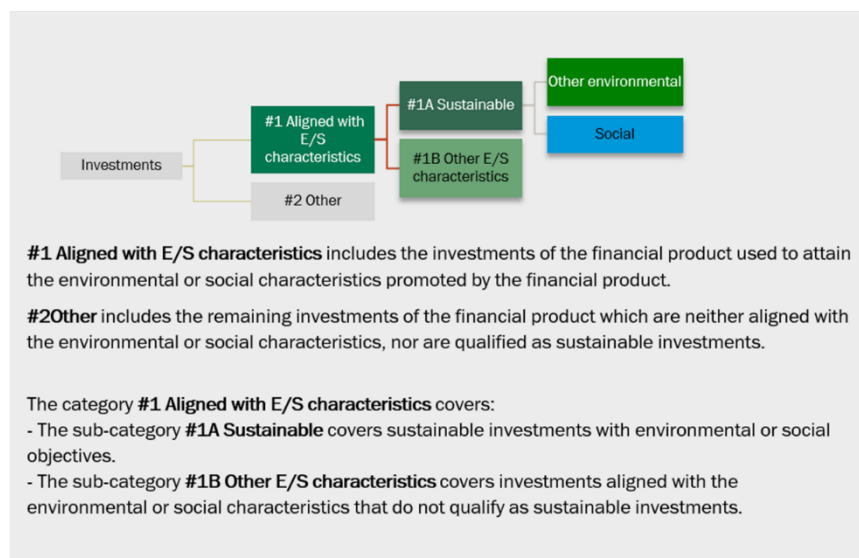 Other environmental
#1A Sustainable
#1 Aligned with
E/S
characteristics
Social
#1B Other E/S
characteristics
Investments
#2 Other
#1 Aligned with E/S characteristics includes the investments of the financial product used to attain
the environmental or social characteristics promoted by the financial product.
#2Other includes the remaining investments of the financial product which are neither aligned with
the environmental or social characteristics, nor are qualified as sustainable investments.
The category #1 Aligned with E/S characteristics covers:
- The sub-category #1A Sustainable covers sustainable investments with environmental or social
objectives.
- The sub-category #1B Other E/S characteristics covers investments aligned with the
environmental or social characteristics that do not qualify as sustainable investments.